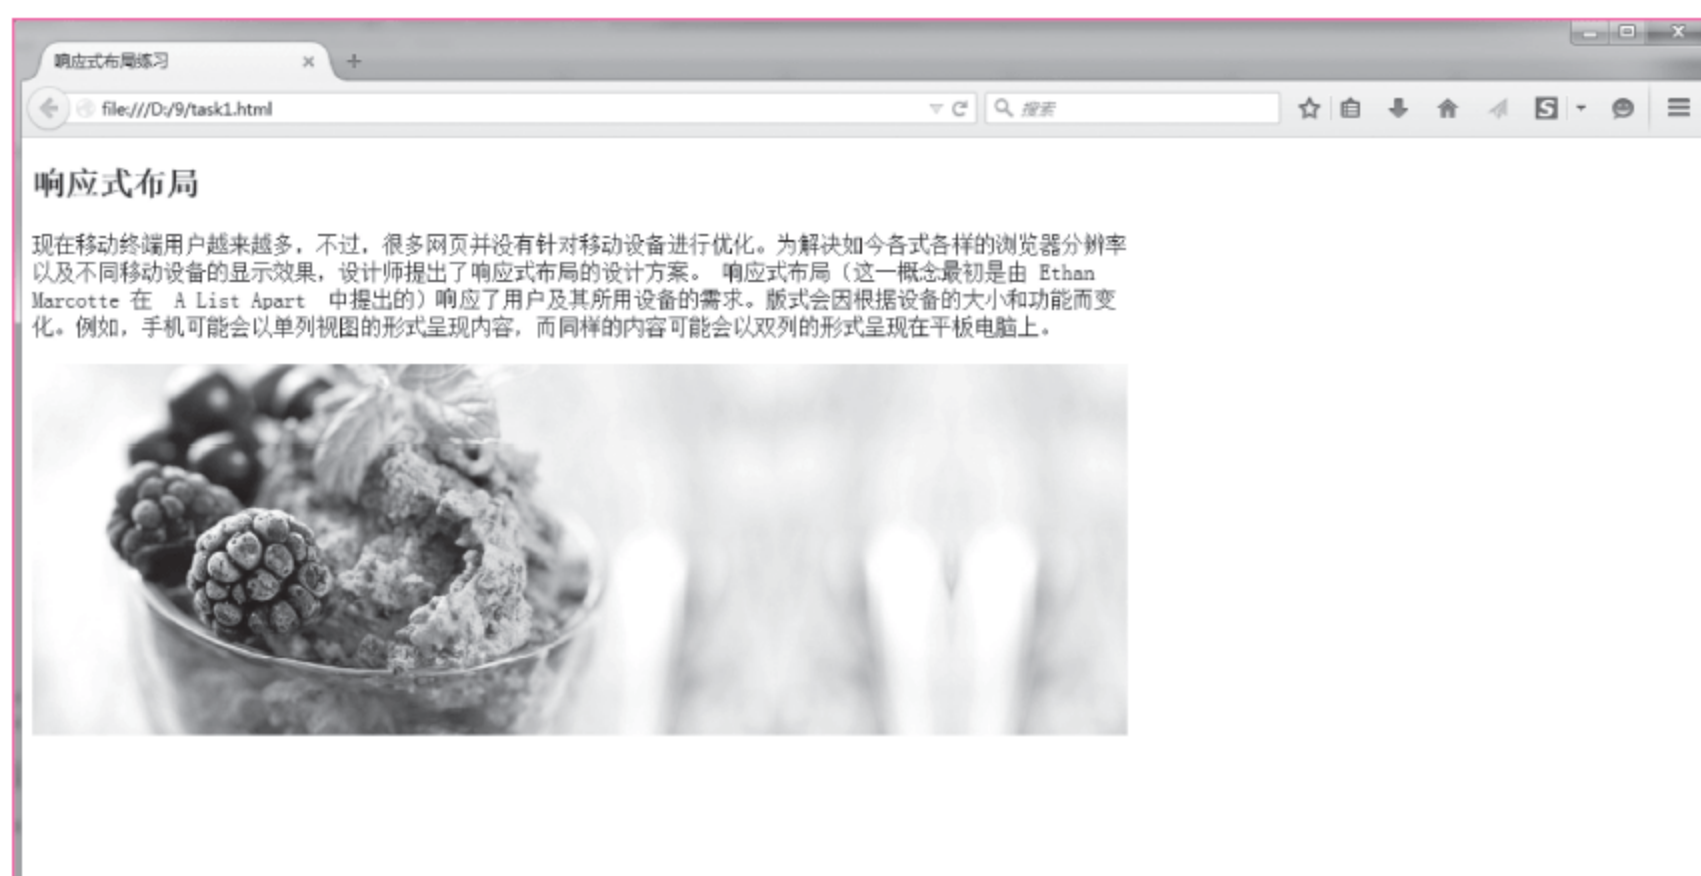 响应式布局练习
file:///D:/9/task1.html
搜索
响应式布局
现在移动终端用户越来越多，不过，很多网页并没有针对移动设备进行优化。为解决如今各式各样的浏览器分辨率
以及不同移动设备的显示效果，设计师提出了响应式布局的设计方案。 响应式布局（这一概念最初是由 Ethan
Marcotte 在 A List Apart 中提出的）响应了用户及其所用设备的需求。版式会因根据设备的大小和功能而变
化。例如，手机可能会以单列视图的形式呈现内容，而同样的内容可能会以双列的形式呈现在平板电脑上。